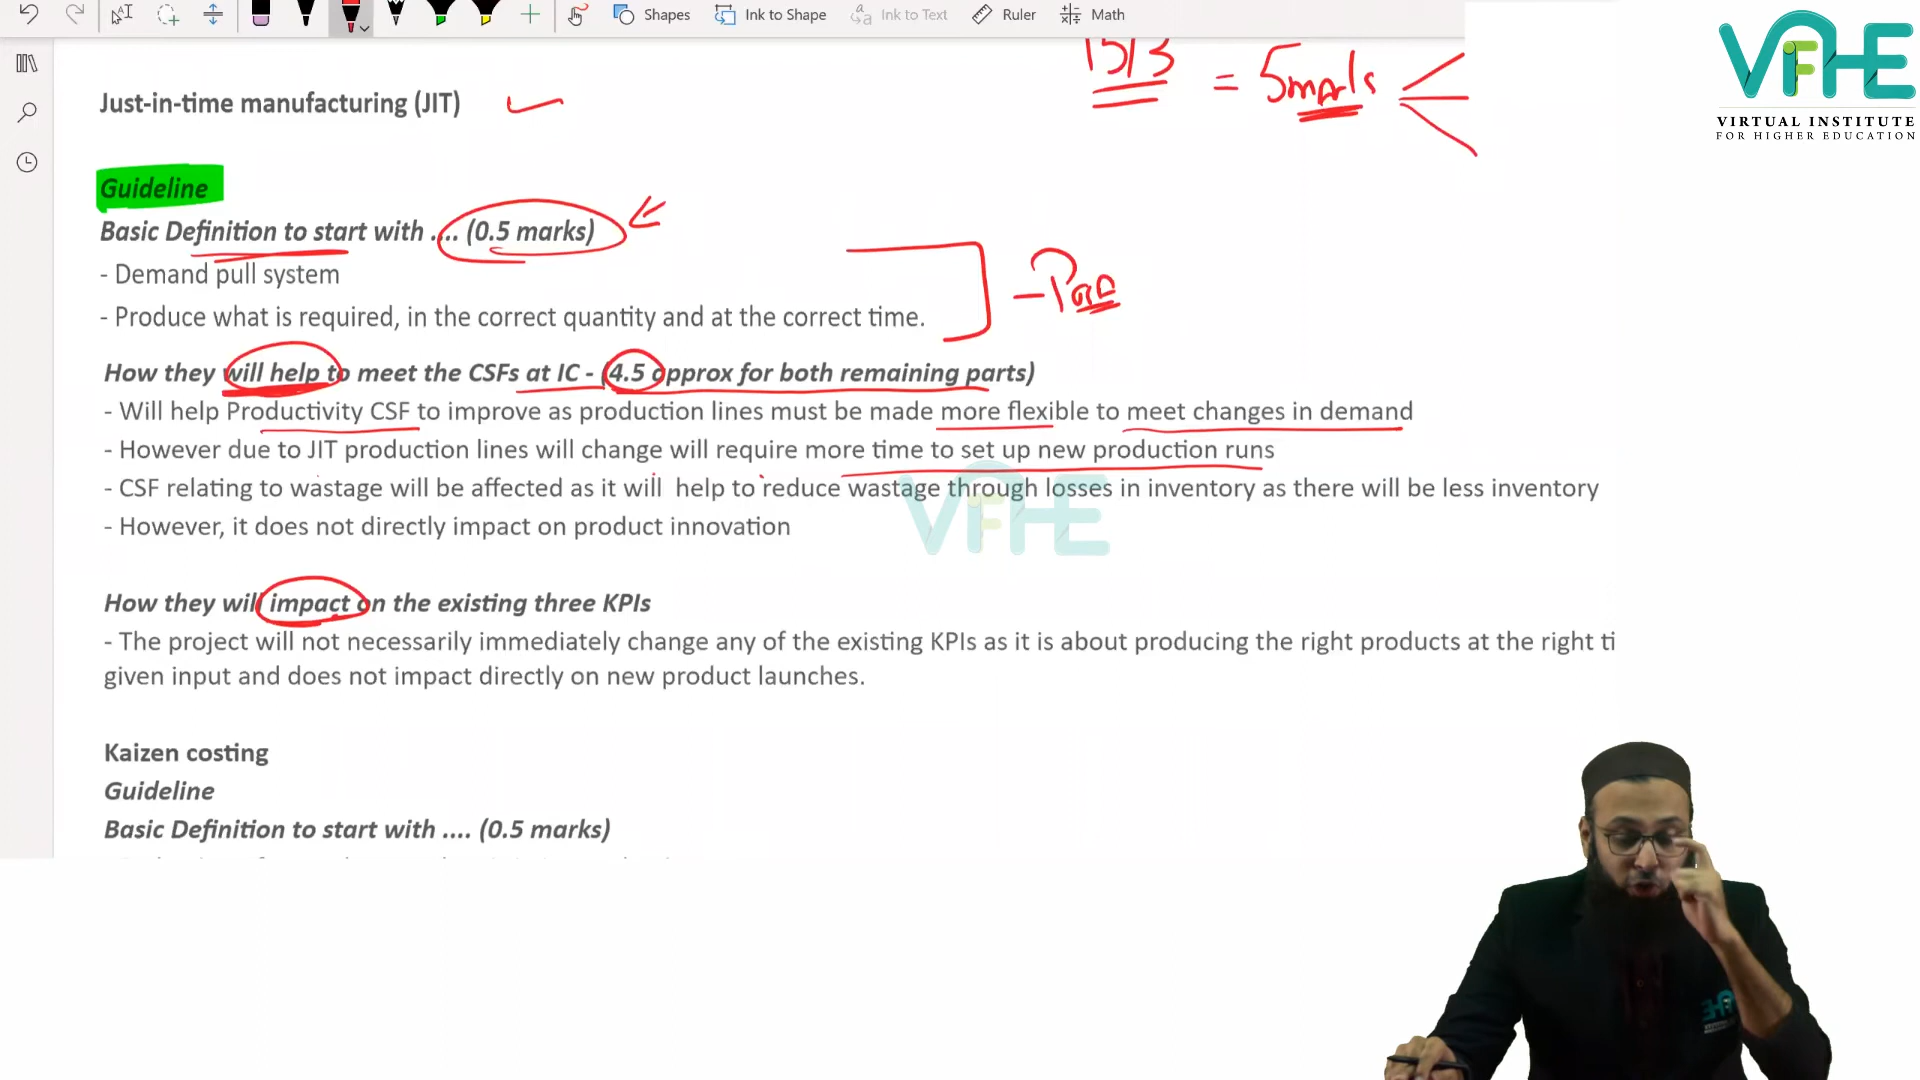 Shapes
Ink to Shape
Ink to Text
Ruler
Math
VFHE
VIRTUAL INSTITUTE
FOR HIGHER EDUCATION
15/3 = 5 marks
Just-in-time manufacturing (JIT)
Guideline
Basic Definition to start with .... (0.5 marks)
- Demand pull system
- Produce what is required, in the correct quantity and at the correct time.
How they will help to meet the CSFs at IC - (4.5 approx for both remaining parts)
- Will help Productivity CSF to improve as production lines must be made more flexible to meet changes in demand
- However due to JIT production lines will change will require more time to set up new production runs
- CSF relating to wastage will be affected as it will help to reduce wastage through losses in inventory as there will be less inventory
- However, it does not directly impact on product innovation
VFHE
How they will impact on the existing three KPIs
- The project will not necessarily immediately change any of the existing KPIs as it is about producing the right products at the right ti
given input and does not impact directly on new product launches.
Kaizen costing
Guideline
Basic Definition to start with .... (0.5 marks)